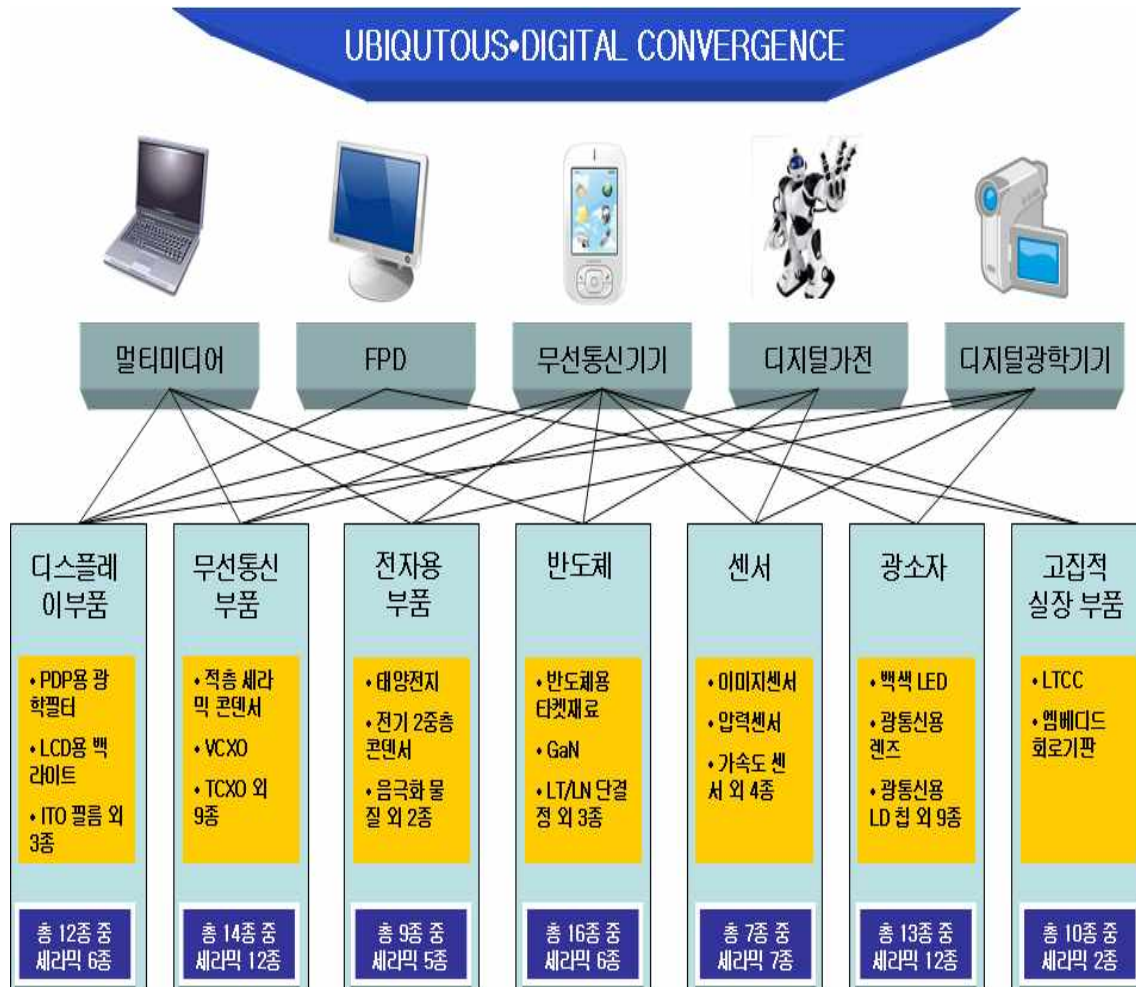 UBIQUTOUS•DIGITAL CONVERGENCE
멀티미디어
FPD
무선통신기기
디지털가전
디지털광학기기
디스플레
이부품
• PDP용 광
학필터
• LCD용 백
라이트
• ITO 필름 외
3종
총 12종 중
세라믹 6종
무선통신
부품
• 적층 세라
믹 콘덴서
• VCXO
• TCXO 외
9종
총 14종 중
세라믹 12종
전자용
부품
• 태양전지
• 전기 2중층
콘덴서
• 음극화 물
질 외 2종
총 9종 중
세라믹 5종
반도체
• 반도체용
타켓재료
• GaN
• LT/LN 단결
정 외 3종
총 16종 중
세라믹 6종
센서
• 이미지센서
• 압력센서
• 가속도 센
서 외 4종
총 7종 중
세라믹 7종
광소자
• 백색 LED
• 광통신용
렌즈
• 광통신용
LD 칩 외 9종
총 13종 중
세라믹 12종
고집적
실장 부품
• LTCC
• 엠베디드
회로기판
총 10종 중
세라믹 2종